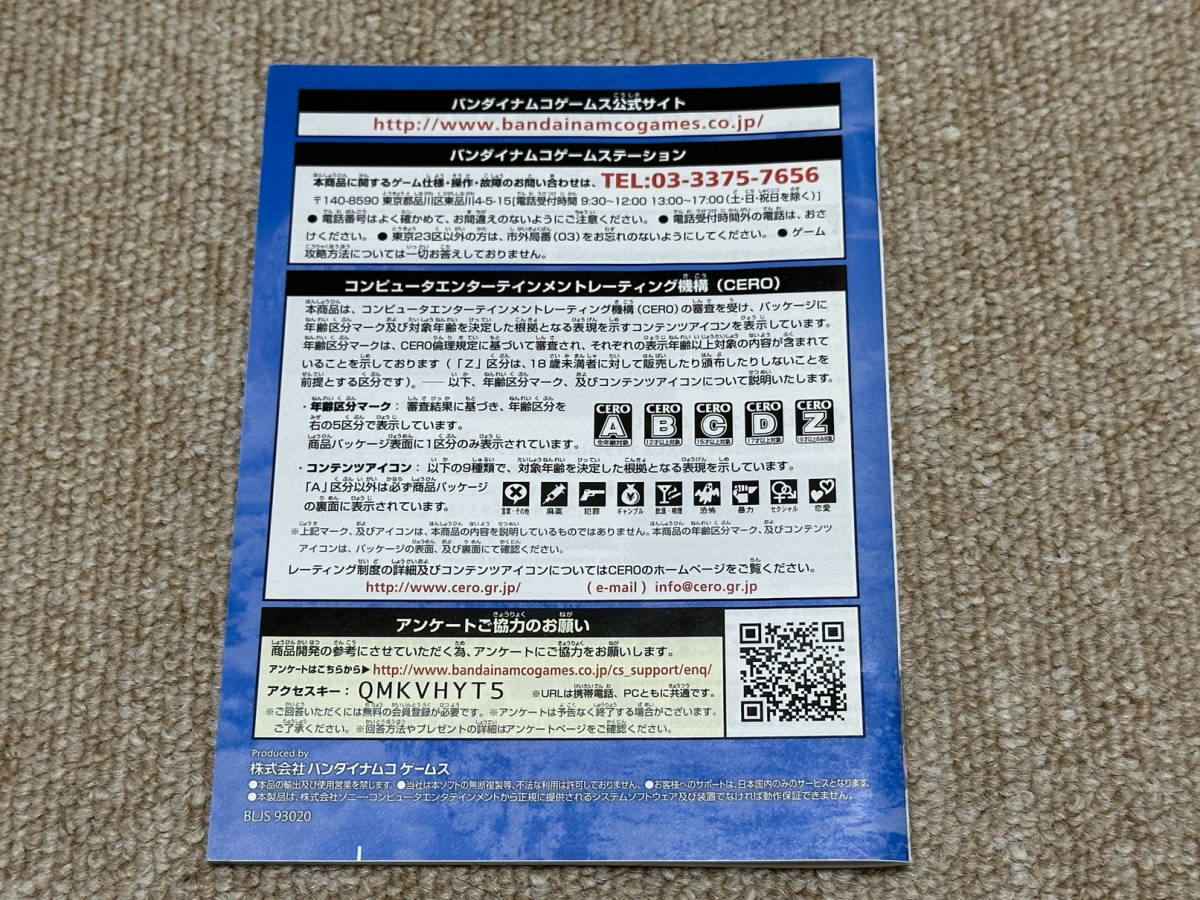 バンダイナムコゲームス公式サイト
http://www.bandainamcogames.co.jp/
バンダイナムコゲームステーション
本商品に関するゲーム仕様・操作・故障のお問い合わせは、TEL:03-3375-7656
〒140-8590 東京都品川区東品川4-5-15[電話受付時間 9:30~12:00 13:00~17:00(土・日・祝日を除く)]
● 電話番号はよく確かめて、お間違えのないようにご注意ください。 ● 電話受付時間外の電話は、おさ
けください。 ● 東京23区以外の方は、市外局番(03)をお忘れのないようにしてください。 ● ゲーム
攻略方法については一切お答えしておりません。
コンピュータエンターテインメントレーティング機構(CERO)
本商品は、コンピュータエンターテインメントレーティング機構(CERO)の審査を受け、パッケージに
年齢区分マーク及び対象年齢を決定した根拠となる表現を示すコンテンツアイコンを表示しています。
年齢区分マークは、CERO倫理規定に基づいて審査され、それぞれの表示年齢以上対象の内容が含まれて
いることを示しております(「Z」区分は、18歳未満者に対して販売したり頒布したりしないことを
前提とする区分です)。── 以下、年齢区分マーク、及びコンテンツアイコンについて説明いたします。
・年齢区分マーク:審査結果に基づき、年齢区分を
右の5区分で表示しています。
商品パッケージ表面に1区分のみ表示されています。
CERO A 全年齢対象
CERO B 12才以上対象
CERO C 15才以上対象
CERO D 17才以上対象
CERO Z 18才以上のみ対象
・コンテンツアイコン:以下の9種類で、対象年齢を決定した根拠となる表現を示しています。
「A」区分以外は必ず商品パッケージ
の裏面に表示されています。
言葉・その他 麻薬 犯罪 ギャンブル 飲酒・喫煙 恐怖 暴力 セクシャル 恋愛
※上記マーク、及びアイコンは、本商品の内容を説明しているものではありません。本商品の年齢区分マーク、及びコンテンツ
アイコンは、パッケージの表面、及び裏面にて確認ください。
レーティング制度の詳細及びコンテンツアイコンについてはCEROのホームページをご覧ください。
http://www.cero.gr.jp/ (e-mail) info@cero.gr.jp
アンケートご協力のお願い
商品開発の参考にさせていただく為、アンケートにご協力をお願いします。
アンケートはこちらから▶http://www.bandainamcogames.co.jp/cs_support/enq/
アクセスキー: QMKVHYT5 ※URLは携帯電話、PCともに共通です。
※ご回答いただくには無料の会員登録が必要です。※アンケートは予告なく終了する場合がございます。
ご了承ください。※回答方法やプレゼントの詳細はアンケートページをご確認ください。
Produced by
株式会社 バンダイナムコ ゲームス
●本品の輸出及び使用営業を禁じます。 ●当社は本ソフトの無断複製等、不法な利用は許可しておりません。 ●お客様へのサポートは、日本国内のみのサービスとなります。
●本製品は、株式会社ソニー・コンピュータエンタテインメントから正規に提供されるシステムソフトウェア及び装置でなければ動作保証できません。
BLJS 93020